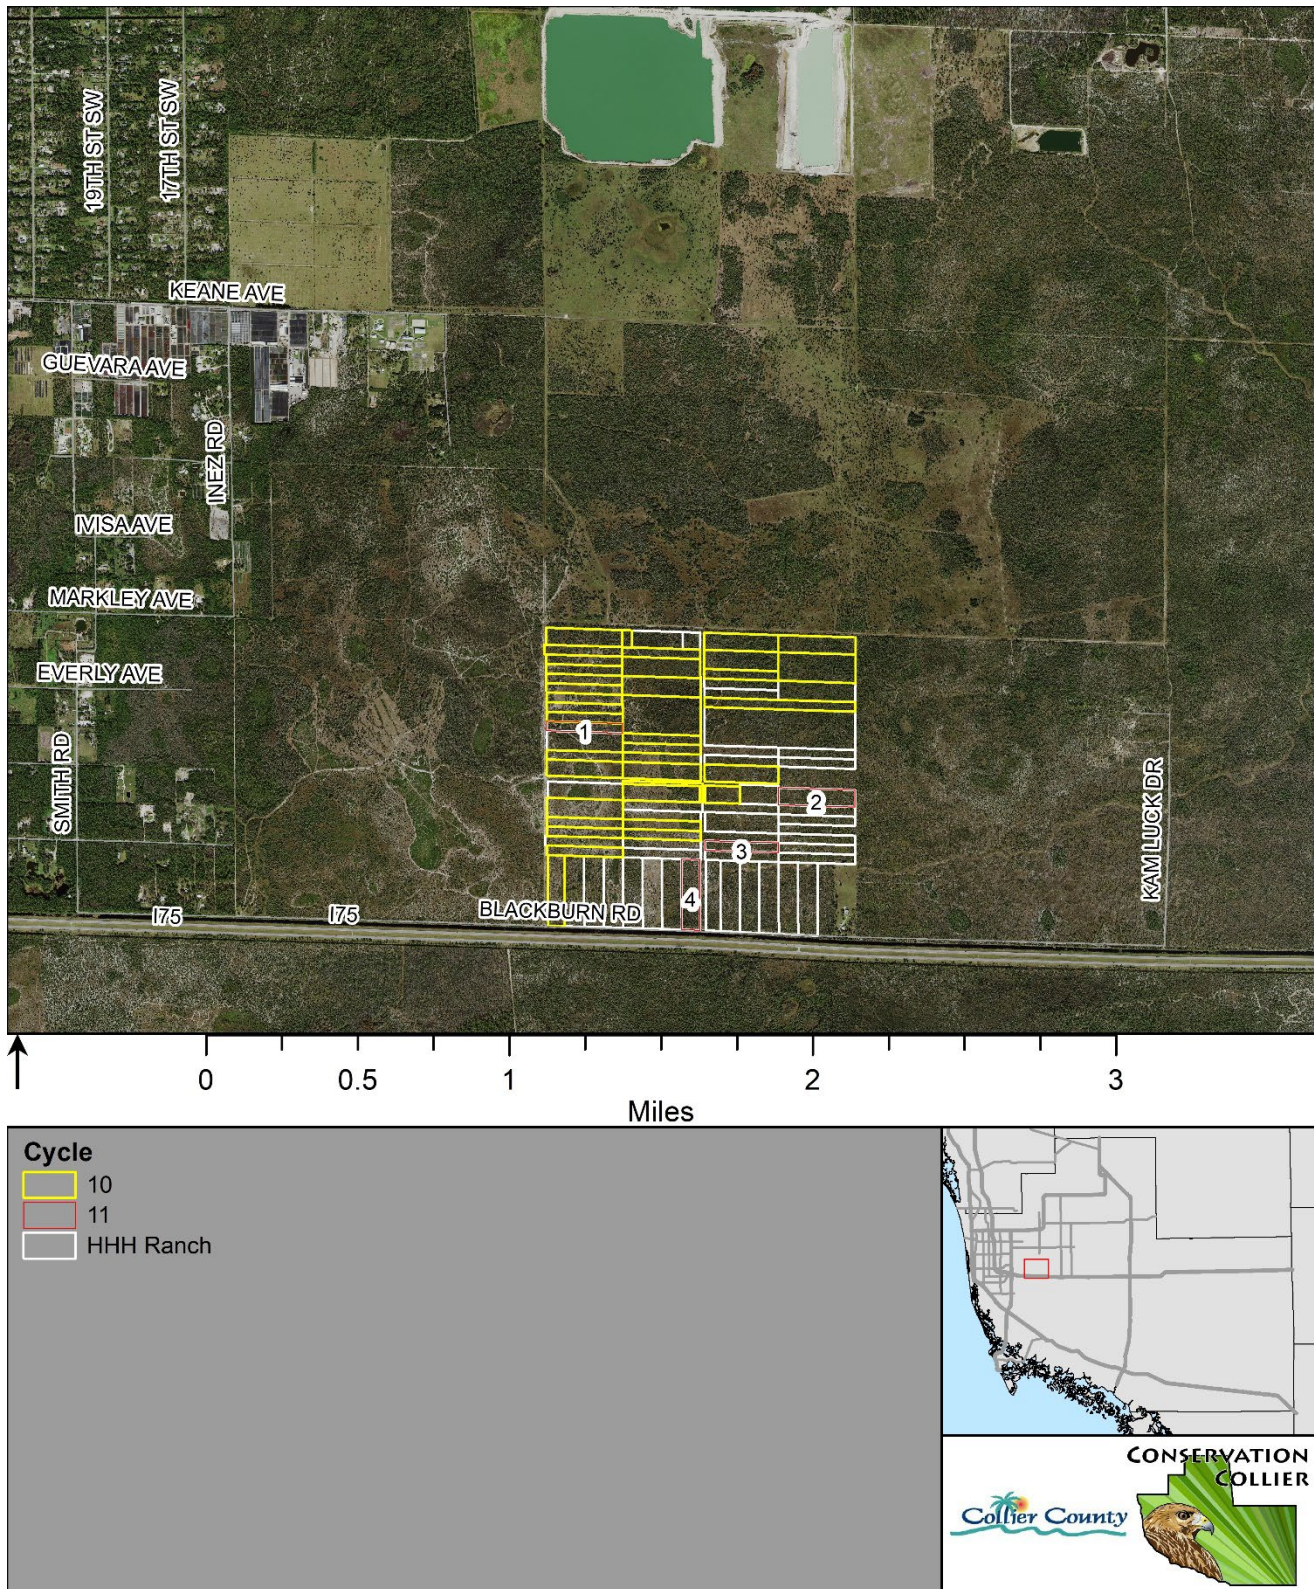 19TH ST SW
17TH ST SW
KEANE AVE
GUEVARA AVE
INEZ RD
IVISA AVE
MARKLEY AVE
EVERLY AVE
SMITH RD
KAM LUCK DR
1
2
3
4
BLACKBURN RD
I75
I75
0
0.5
1
2
3
Miles
Cycle
10
11
HHH Ranch
CONSERVATION
COLLIER
Collier County